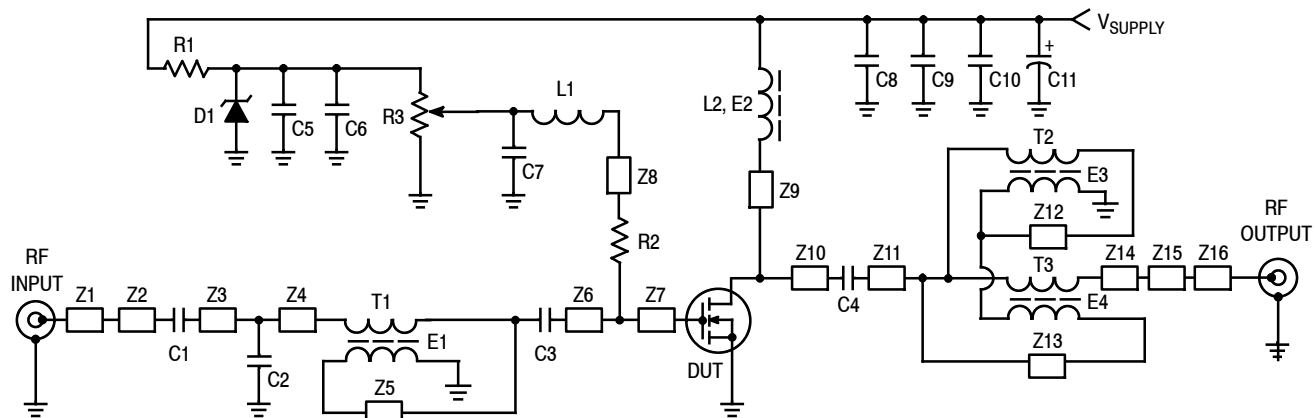 V_SUPPLY
R1
L1
L2, E2
C8
C9
C10
+
C11
D1
C5
C6
R3
C7
Z8
Z9
T2
E3
Z12
R2
RF
INPUT
RF
OUTPUT
Z1
Z2
Z3
Z4
T1
Z6
Z7
Z10
Z11
T3
Z14
Z15
Z16
C1
C2
E1
C3
C4
E4
Z5
DUT
Z13